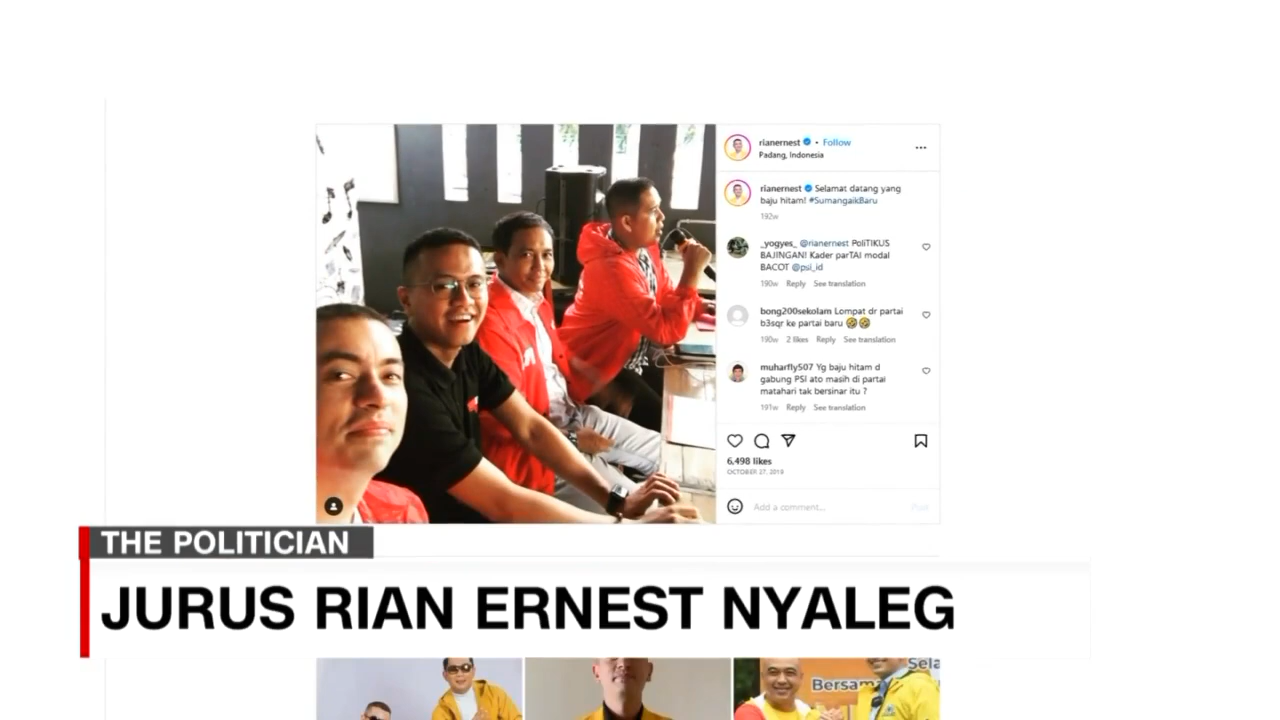 rianernest • Follow
Padang, Indonesia
rianernest Selamat datang yang
baju hitam! #SumangaikBaru
192w
_yogyes_ @rianernest PoliTIKUS
BAJINGAN! Kader parTAI modal
BACOT @psi_id
190w Reply See translation
bong200sekolam Lompat dr partai
b3sqr ke partai baru 🤣🤣
190w 2 likes Reply See translation
muharfly507 Yg baju hitam d
gabung PSI ato masih di partai
matahari tak bersinar itu ?
191w Reply See translation
6,498 likes
OCTOBER 27, 2019
Add a comment...
Post
THE POLITICIAN
JURUS RIAN ERNEST NYALEG
Sela
Bersama